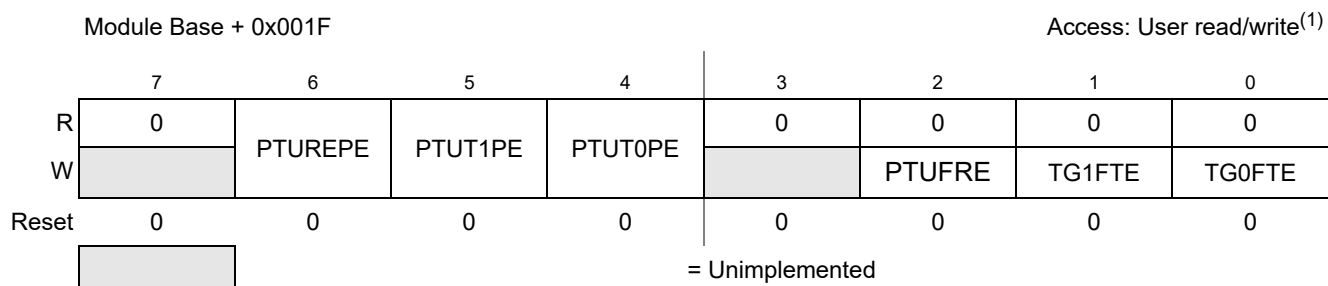 Module Base + 0x001F Access: User read/write(1)
7 6 5 4 3 2 1 0
R 0 PTUREPE PTUT1PE PTUT0PE 0 0 0 0
W PTUFRE TG1FTE TG0FTE
Reset 0 0 0 0 0 0 0 0
= Unimplemented